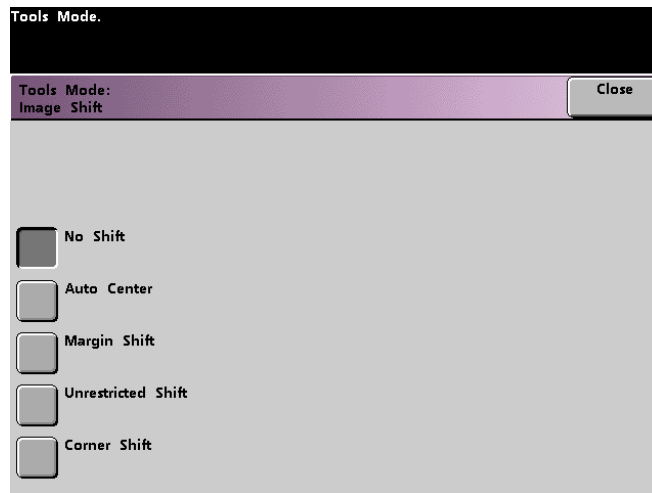 Tools Mode.
Tools Mode:
Image Shift
Close
No Shift
Auto Center
Margin Shift
Unrestricted Shift
Corner Shift